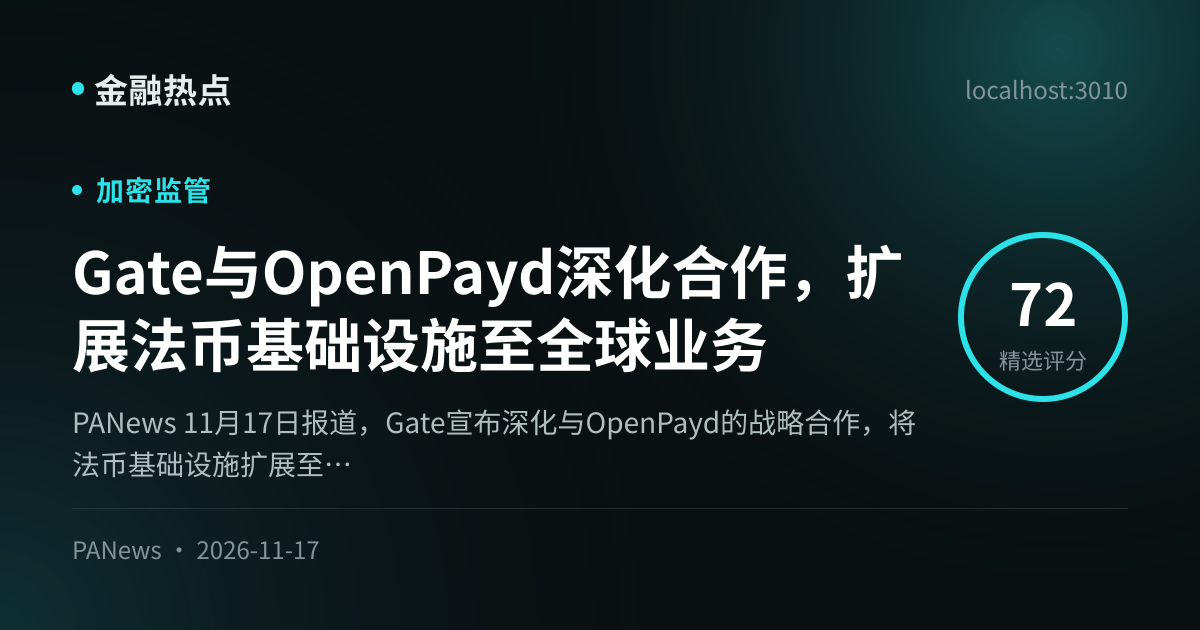 金融热点
localhost:3010
加密监管
Gate与OpenPayd深化合作，扩
展法币基础设施至全球业务
72
精选评分
PANews 11月17日报道，Gate宣布深化与OpenPayd的战略合作，将
法币基础设施扩展至…
PANews • 2026-11-17